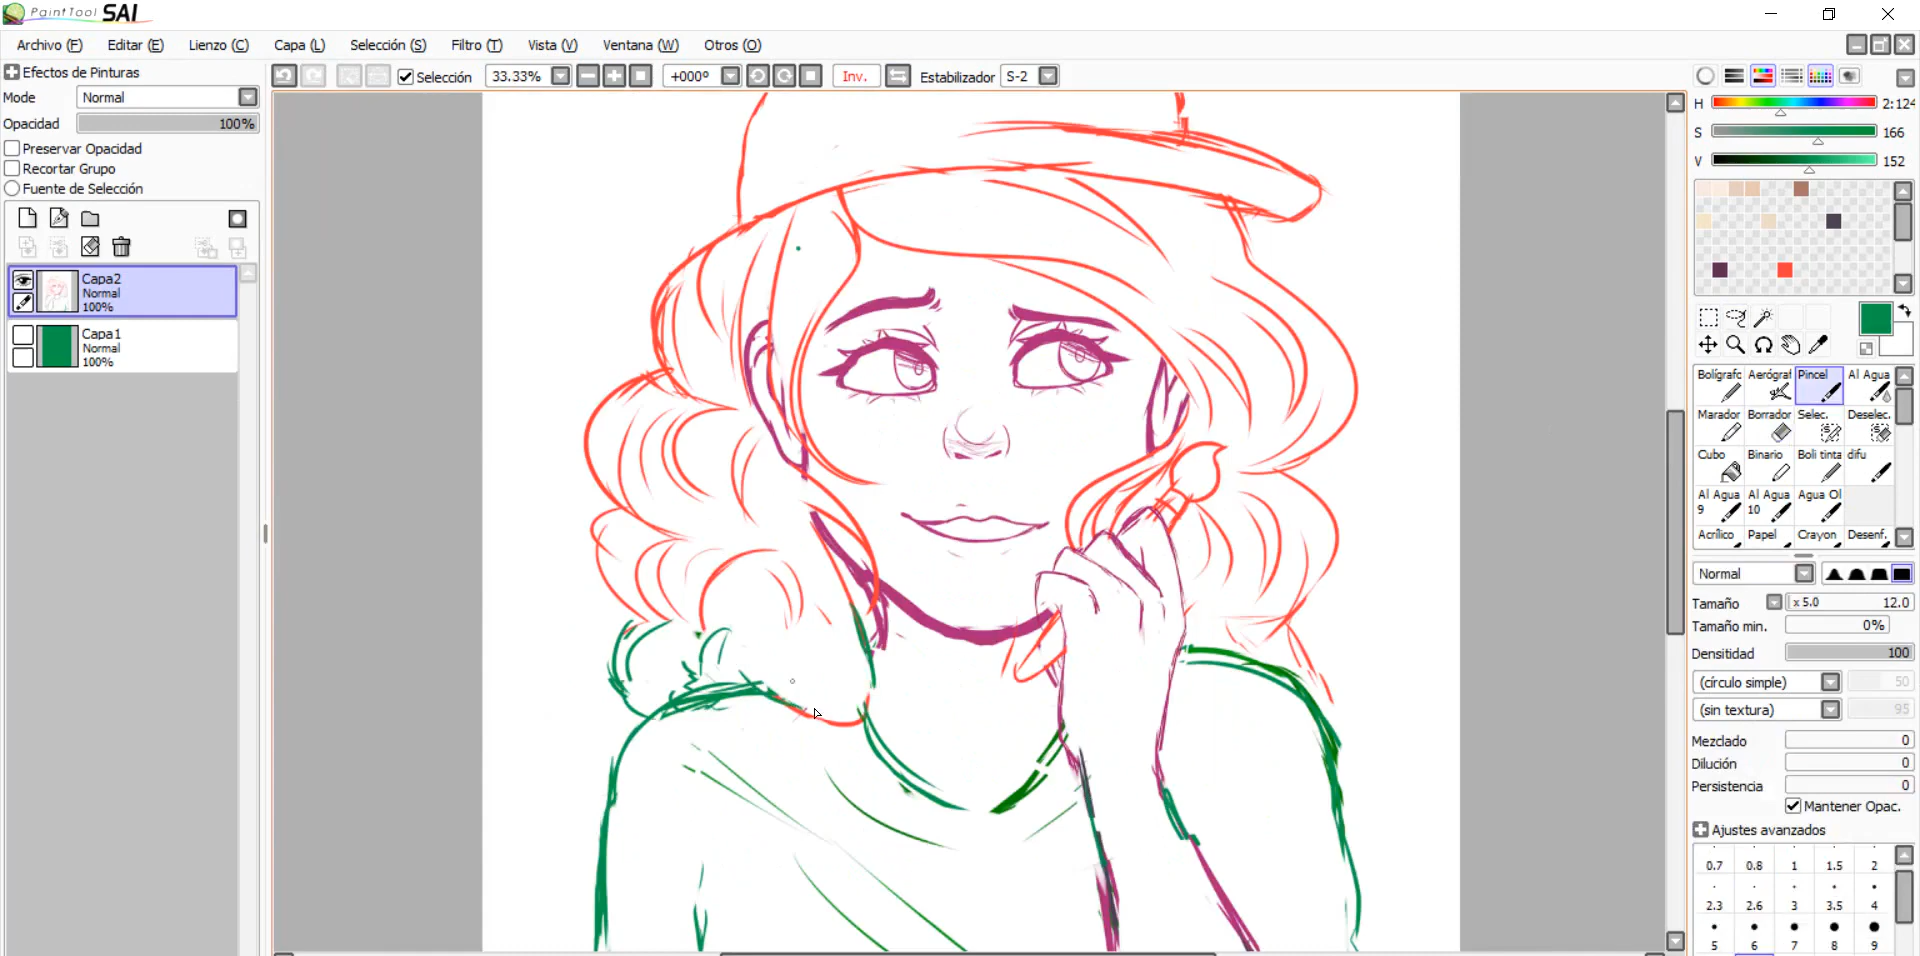 PaintTool SAI
Archivo (F) Editar (E) Lienzo (C) Capa (L) Selección (S) Filtro (T) Vista (V) Ventana (W) Otros (O)
Efectos de Pinturas
Selección 33.33% +000º Inv. Estabilizador S-2
Mode Normal
Opacidad 100%
Preservar Opacidad
Recortar Grupo
Fuente de Selección
Capa2
Normal
100%
Capa1
Normal
100%
H 2:124
S 166
V 152
Bolígrafo Aerógraf Pincel Al Agua
Marador Borrador Selec. Deselec.
Cubo Binario Boli tinta difu
Al Agua 9 Al Agua 10 Agua Ol
Acrílico Papel Crayon Desenf.
Normal
Tamaño x 5.0 12.0
Tamaño min. 0%
Densitidad 100
(círculo simple) 50
(sin textura) 95
Mezclado 0
Dilución 0
Persistencia 0
Mantener Opac.
Ajustes avanzados
0.7 0.8 1 1.5 2
2.3 2.6 3 3.5 4
5 6 7 8 9